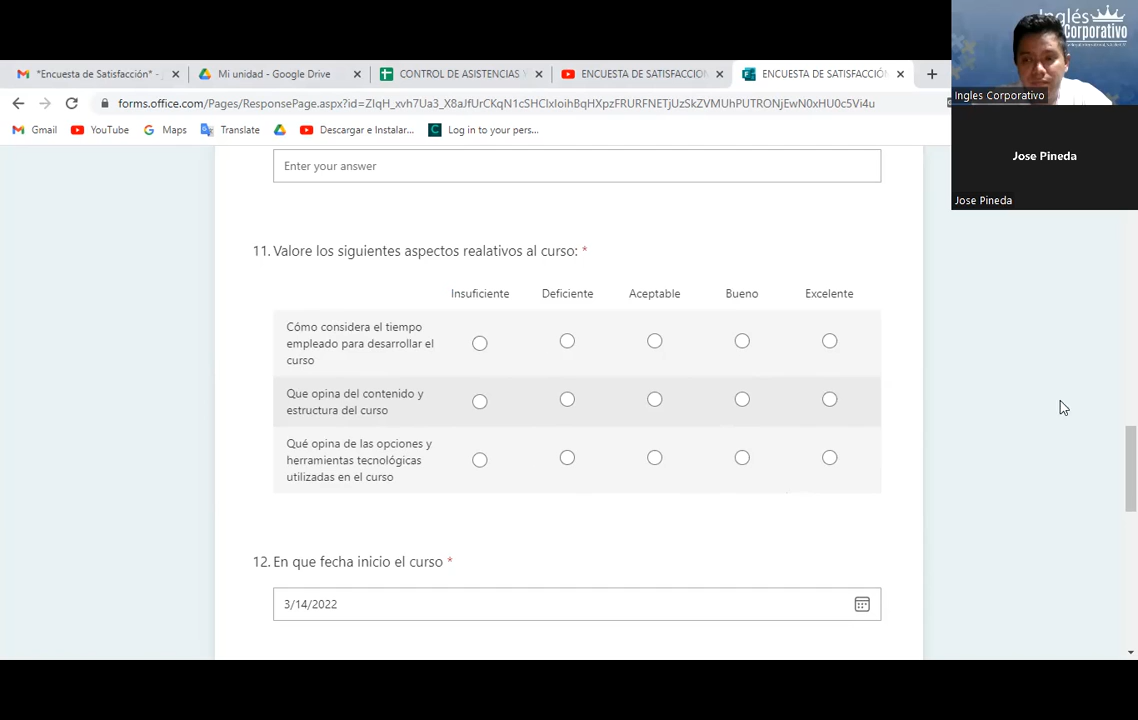 *Encuesta de Satisfacción* -
Mi unidad - Google Drive
CONTROL DE ASISTENCIAS Y
ENCUESTA DE SATISFACCION
ENCUESTA DE SATISFACCIÓN
forms.office.com/Pages/ResponsePage.aspx?id=ZIqH_xvh7Ua3_X8aJfUrCKqN1cSHClxIoihBqHXpzFRURFNETjUzSkZVMUhPUTRONjEwN0xHU0c5Vi4u
Gmail
YouTube
Maps
Translate
Descargar e Instalar...
Log in to your pers...
Inglés
Corporativo
Ingles Corporativo
Jose Pineda
Jose Pineda
Enter your answer
11. Valore los siguientes aspectos realativos al curso: *
Insuficiente Deficiente Aceptable Bueno Excelente
Cómo considera el tiempo
empleado para desarrollar el
curso
Que opina del contenido y
estructura del curso
Qué opina de las opciones y
herramientas tecnológicas
utilizadas en el curso
12. En que fecha inicio el curso *
3/14/2022